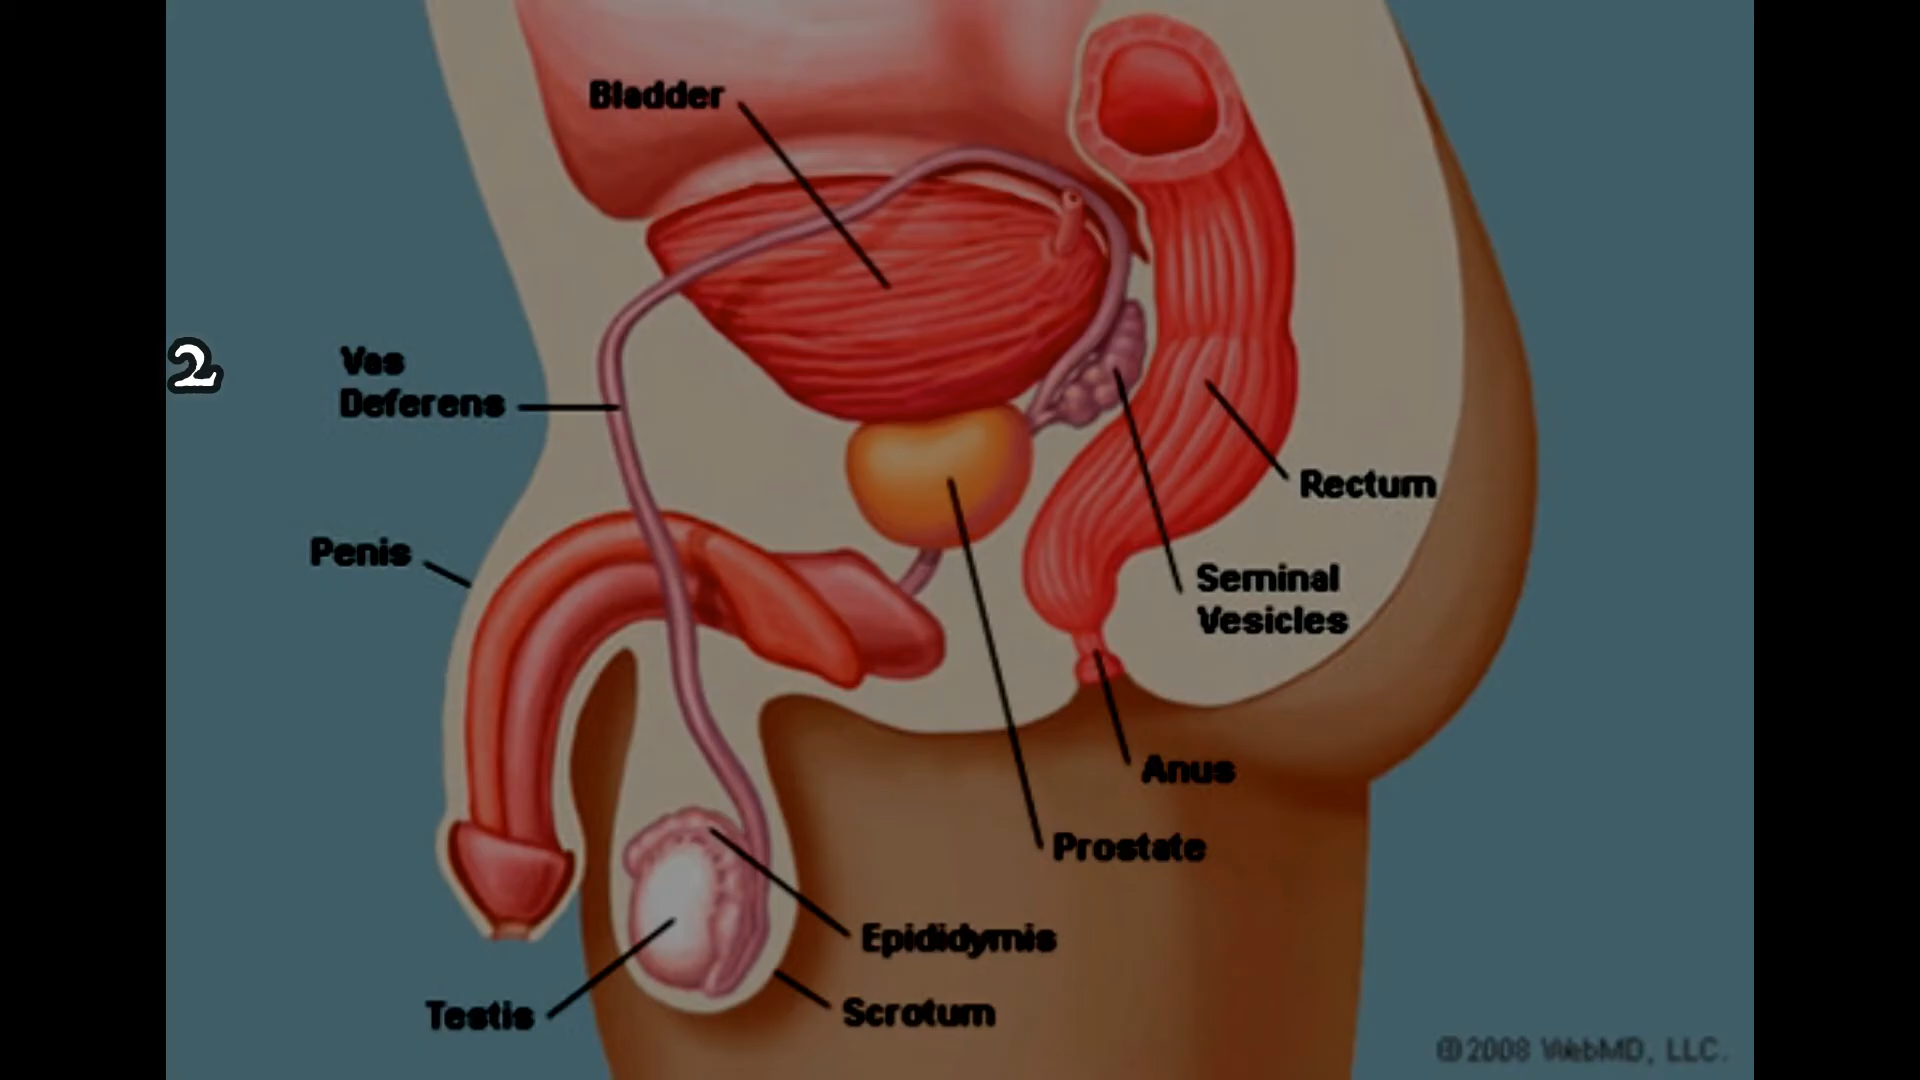 Bladder
2
Vas
Deferens
Rectum
Penis
Seminal
Vesicles
Anus
Prostate
Epididymis
Testis
Scrotum
©2008 WebMD, LLC.